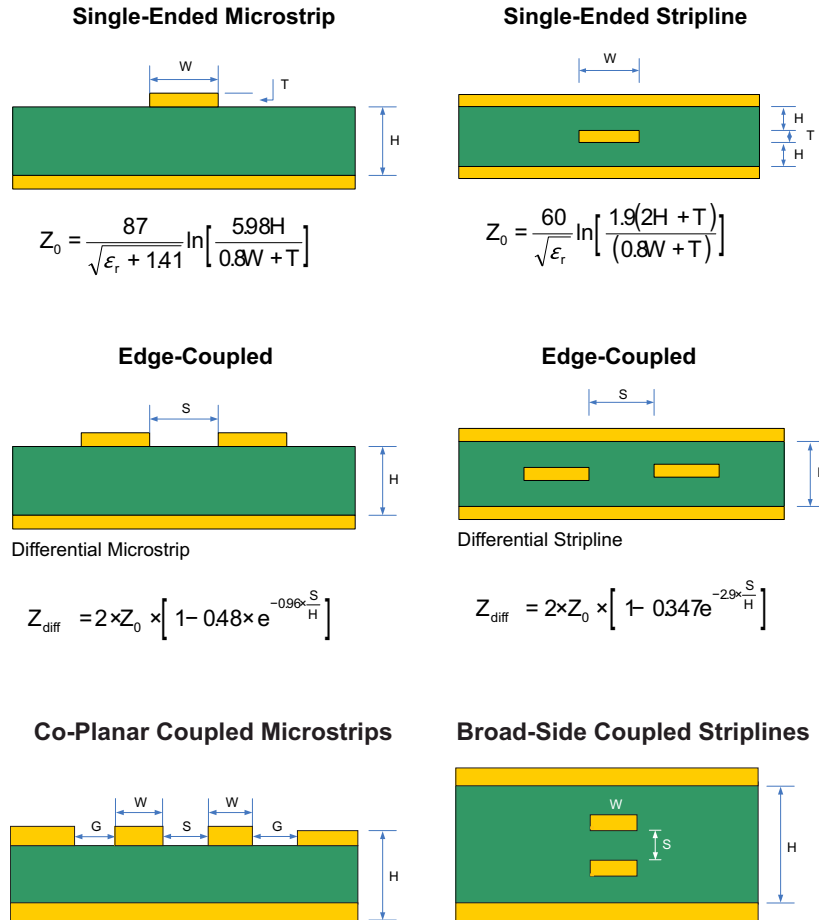 Single-Ended Microstrip
W
T
H
Z₀ = 87 / √(εᵣ + 1.41) ln[5.98H / 0.8W + T]
Single-Ended Stripline
W
H
T
H
Z₀ = 60 / √εᵣ ln[1.9(2H + T) / (0.8W + T)]
Edge-Coupled
S
H
Differential Microstrip
Z_diff = 2×Z₀ ×[1− 0.48× e^(−0.96×S/H)]
Edge-Coupled
S
Differential Stripline
Z_diff = 2×Z₀ ×[1− 0.347e^(−2.9×S/H)]
Co-Planar Coupled Microstrips
W W
G S G
H
Broad-Side Coupled Striplines
W
S
H